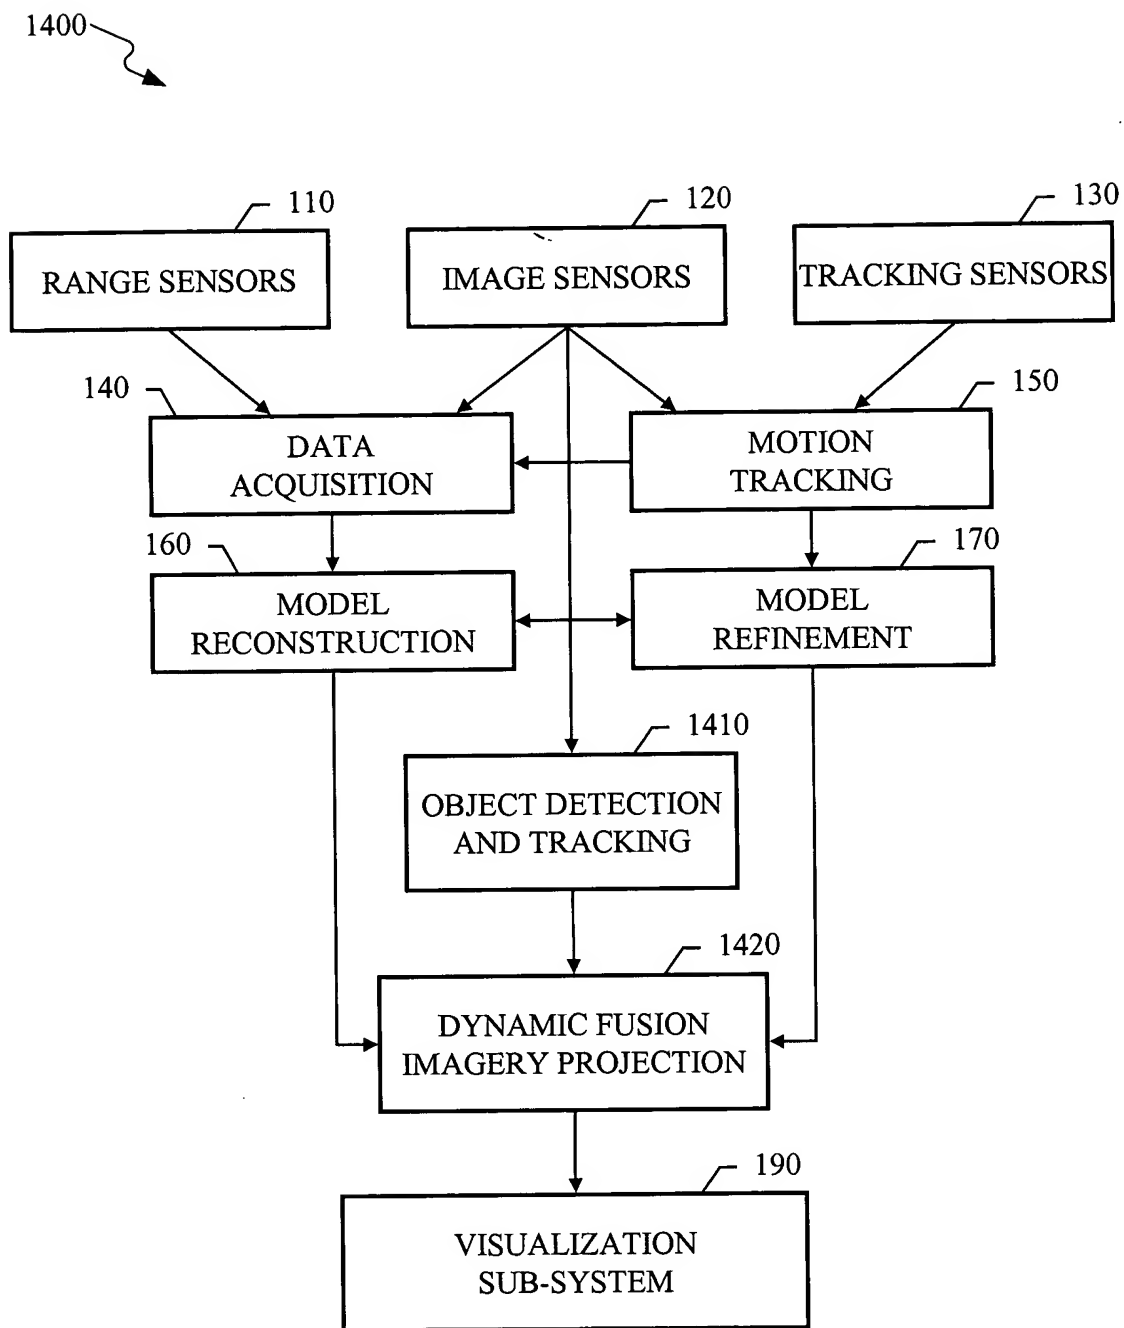 1400
110
120
130
RANGE SENSORS
IMAGE SENSORS
TRACKING SENSORS
140
150
DATA
ACQUISITION
MOTION
TRACKING
160
170
MODEL
RECONSTRUCTION
MODEL
REFINEMENT
1410
OBJECT DETECTION
AND TRACKING
1420
DYNAMIC FUSION
IMAGERY PROJECTION
190
VISUALIZATION
SUB-SYSTEM